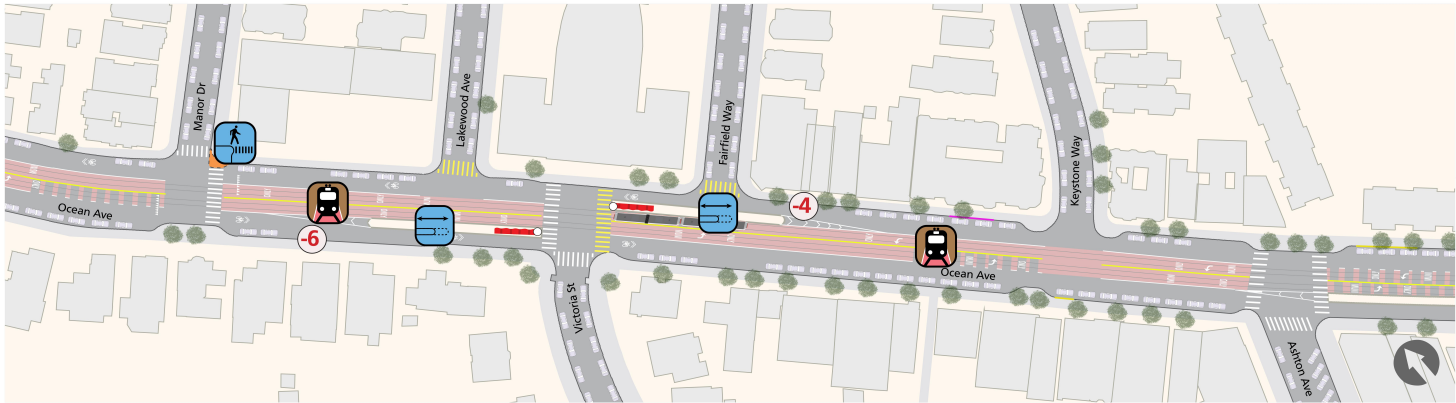 Manor Dr
Lakewood Ave
Fairfield Way
Keystone Way
Ocean Ave
-6
-4
Ocean Ave
Victoria St
Ashton Ave